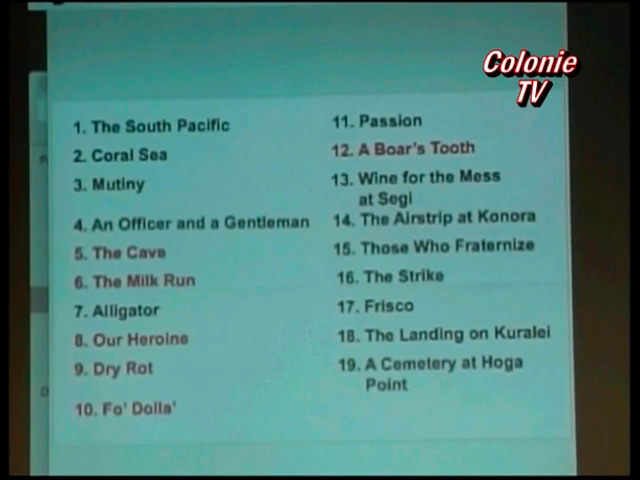 Colonie
TV
1. The South Pacific
2. Coral Sea
3. Mutiny
4. An Officer and a Gentleman
5. The Cave
6. The Milk Run
7. Alligator
8. Our Heroine
9. Dry Rot
10. Fo' Dolla'
11. Passion
12. A Boar's Tooth
13. Wine for the Mess
at Segi
14. The Airstrip at Konora
15. Those Who Fraternize
16. The Strike
17. Frisco
18. The Landing on Kuralei
19. A Cemetery at Hoga
Point